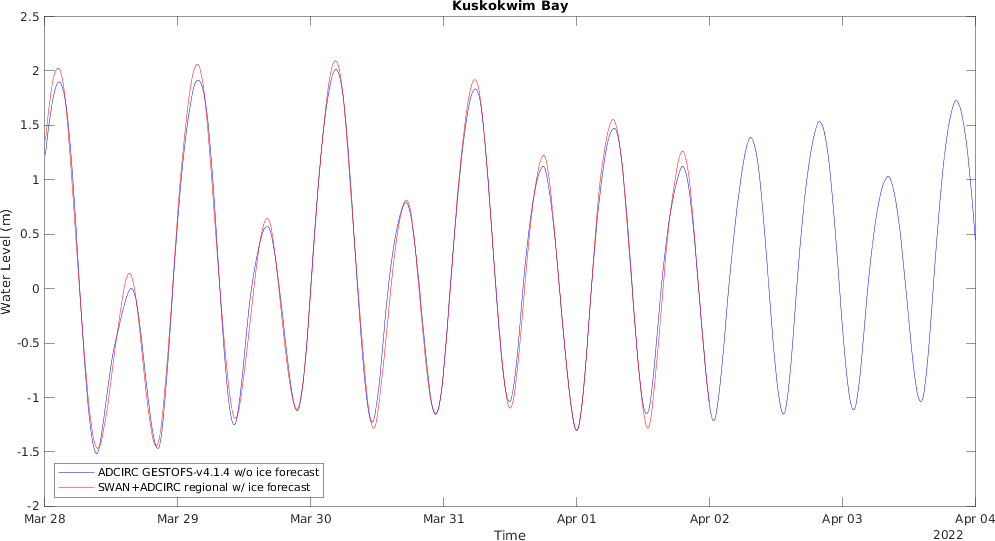 Kuskokwim Bay
2.5
2
1.5
1
0.5
0
-0.5
-1
-1.5
-2
Water Level (m)
ADCIRC GESTOFS-v4.1.4 w/o ice forecast
SWAN+ADCIRC regional w/ ice forecast
Mar 28 Mar 29 Mar 30 Mar 31 Apr 01 Apr 02 Apr 03 Apr 04
Time
2022